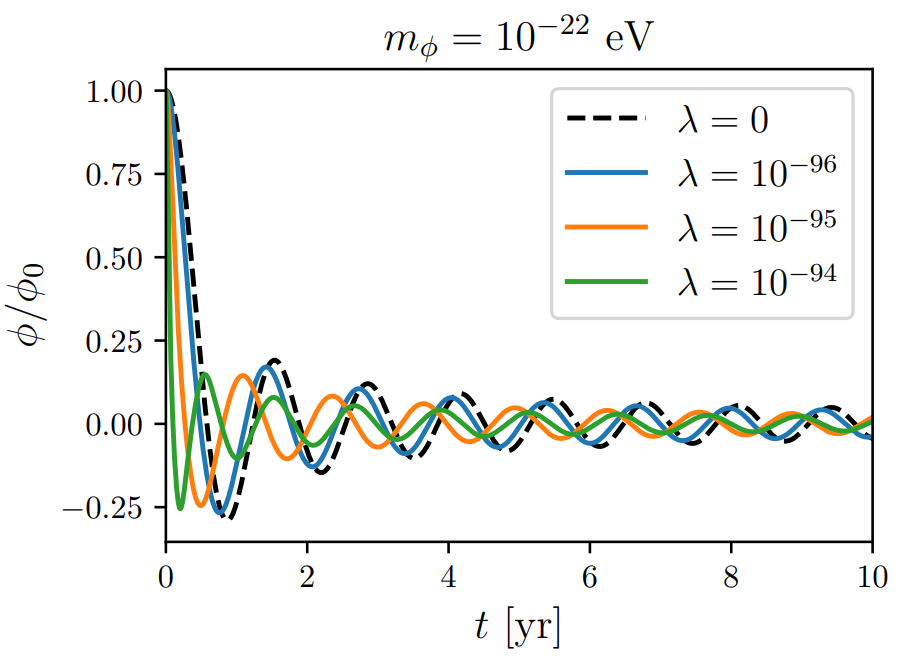 m_ϕ = 10⁻²² eV
1.00
0.75
0.50
0.25
0.00
−0.25
ϕ/ϕ₀
λ = 0
λ = 10⁻⁹⁶
λ = 10⁻⁹⁵
λ = 10⁻⁹⁴
0 2 4 6 8 10
t [yr]